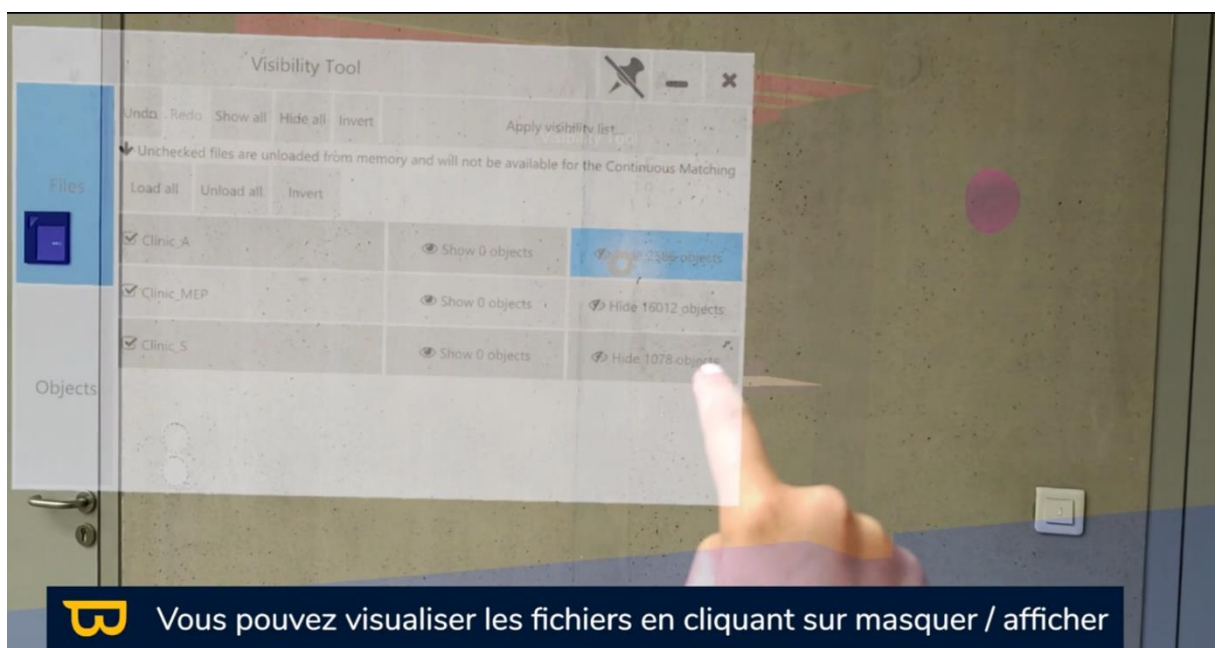 Visibility Tool
Undo Redo Show all Hide all Invert Apply visibility list...
Unchecked files are unloaded from memory and will not be available for the Continuous Matching
Files
Load all Unload all Invert
Clinic_A Show 0 objects objects
Clinic_MEP Show 0 objects Hide 16012 objects
Clinic_S Show 0 objects Hide 1078 objects
Objects
Vous pouvez visualiser les fichiers en cliquant sur masquer / afficher